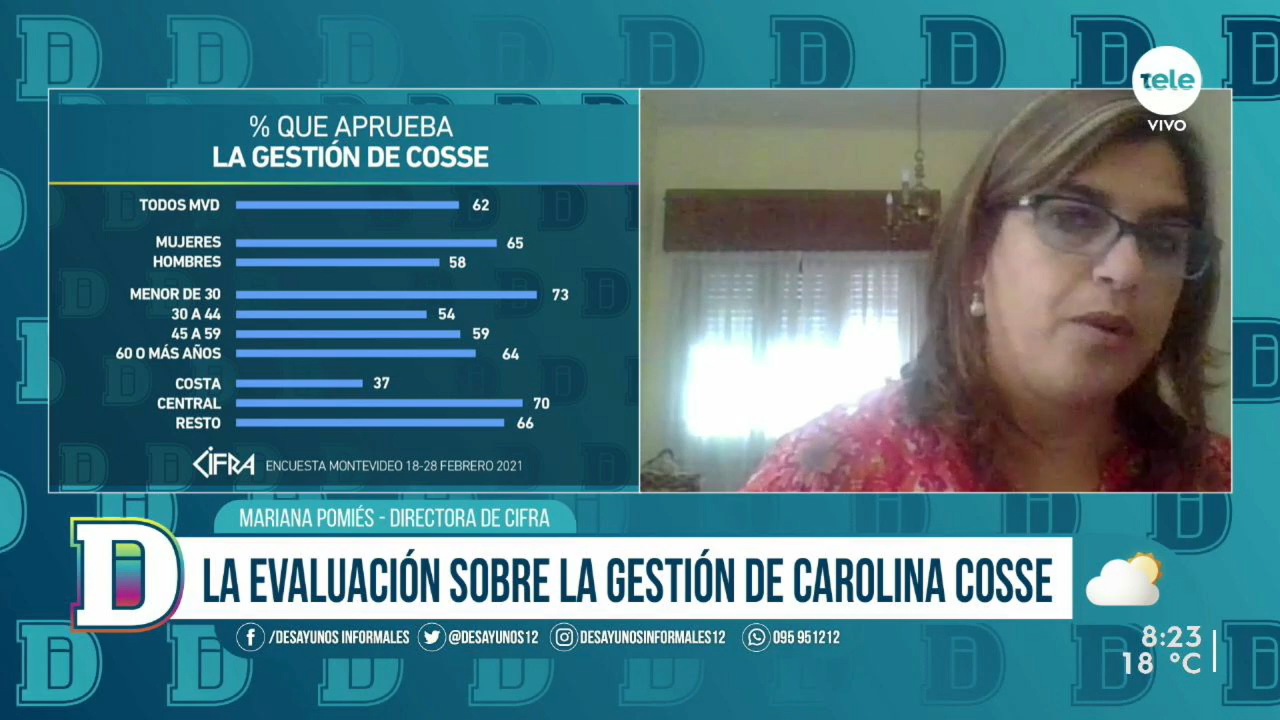 % QUE APRUEBA
LA GESTIÓN DE COSSE
TODOS MVD 62
MUJERES 65
HOMBRES 58
MENOR DE 30 73
30 A 44 54
45 A 59 59
60 O MÁS AÑOS 64
COSTA 37
CENTRAL 70
RESTO 66
CIFRA ENCUESTA MONTEVIDEO 18-28 FEBRERO 2021
tele
VIVO
MARIANA POMIÉS - DIRECTORA DE CIFRA
D LA EVALUACIÓN SOBRE LA GESTIÓN DE CAROLINA COSSE
/DESAYUNOS INFORMALES @DESAYUNOS12 DESAYUNOSINFORMALES12 095 951212
8:23
18 °C